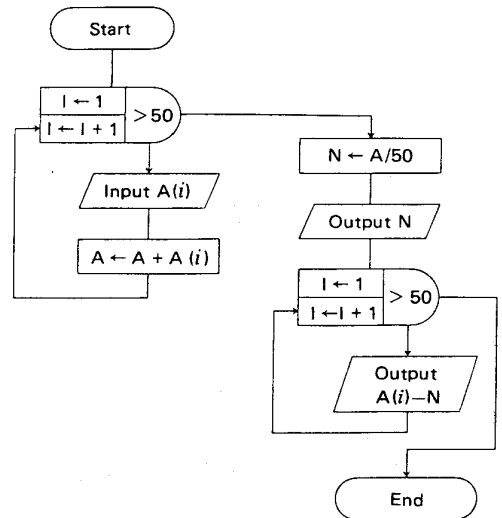 Start
I ← 1
I ← I + 1
> 50
Input A(i)
A ← A + A (i)
N ← A/50
Output N
I ← 1
I ←I + 1
> 50
Output
A(i)–N
End